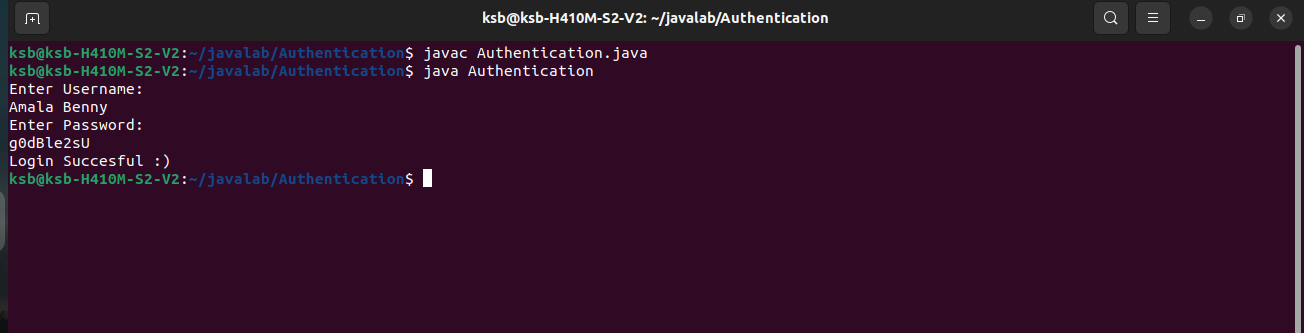 ksb@ksb-H410M-S2-V2: ~/javalab/Authentication
ksb@ksb-H410M-S2-V2:~/javalab/Authentication$ javac Authentication.java
ksb@ksb-H410M-S2-V2:~/javalab/Authentication$ java Authentication
Enter Username:
Amala Benny
Enter Password:
g0dBle2sU
Login Succesful :)
ksb@ksb-H410M-S2-V2:~/javalab/Authentication$